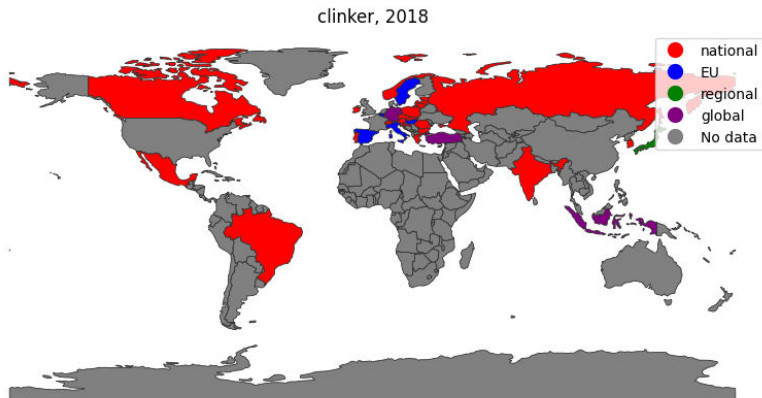 clinker, 2018
national
EU
regional
global
No data